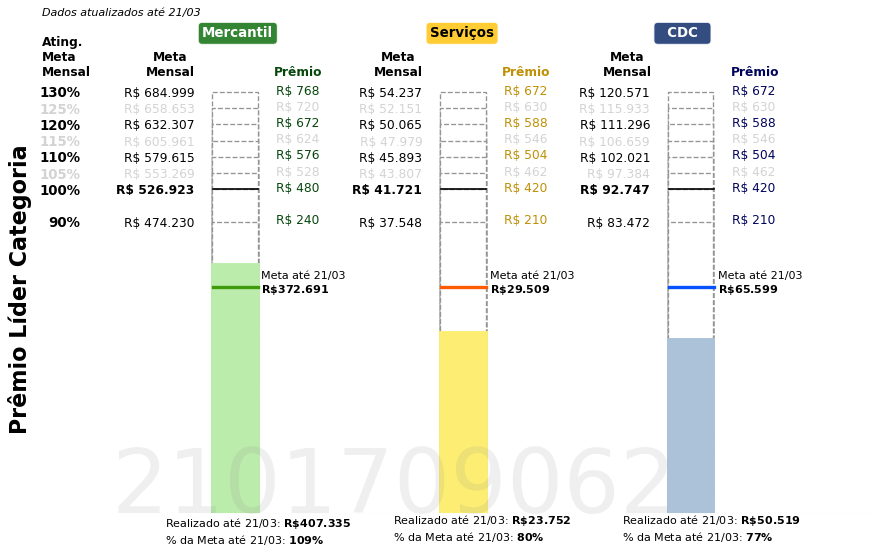 Dados atualizados até 21/03
Mercantil Serviços CDC
Ating.
Meta Meta Meta Meta
Mensal Mensal Prêmio Mensal Prêmio Mensal Prêmio
130% R$ 684.999 R$ 768 R$ 54.237 R$ 672 R$ 120.571 R$ 672
125% R$ 658.653 R$ 720 R$ 52.151 R$ 630 R$ 115.933 R$ 630
120% R$ 632.307 R$ 672 R$ 50.065 R$ 588 R$ 111.296 R$ 588
115% R$ 605.961 R$ 624 R$ 47.979 R$ 546 R$ 106.659 R$ 546
110% R$ 579.615 R$ 576 R$ 45.893 R$ 504 R$ 102.021 R$ 504
105% R$ 553.269 R$ 528 R$ 43.807 R$ 462 R$ 97.384 R$ 462
100% R$ 526.923 R$ 480 R$ 41.721 R$ 420 R$ 92.747 R$ 420
90% R$ 474.230 R$ 240 R$ 37.548 R$ 210 R$ 83.472 R$ 210
Prêmio Líder Categoria
Meta até 21/03 Meta até 21/03 Meta até 21/03
R$372.691 R$29.509 R$65.599
2101709062
Realizado até 21/03: R$407.335 Realizado até 21/03: R$23.752 Realizado até 21/03: R$50.519
% da Meta até 21/03: 109% % da Meta até 21/03: 80% % da Meta até 21/03: 77%